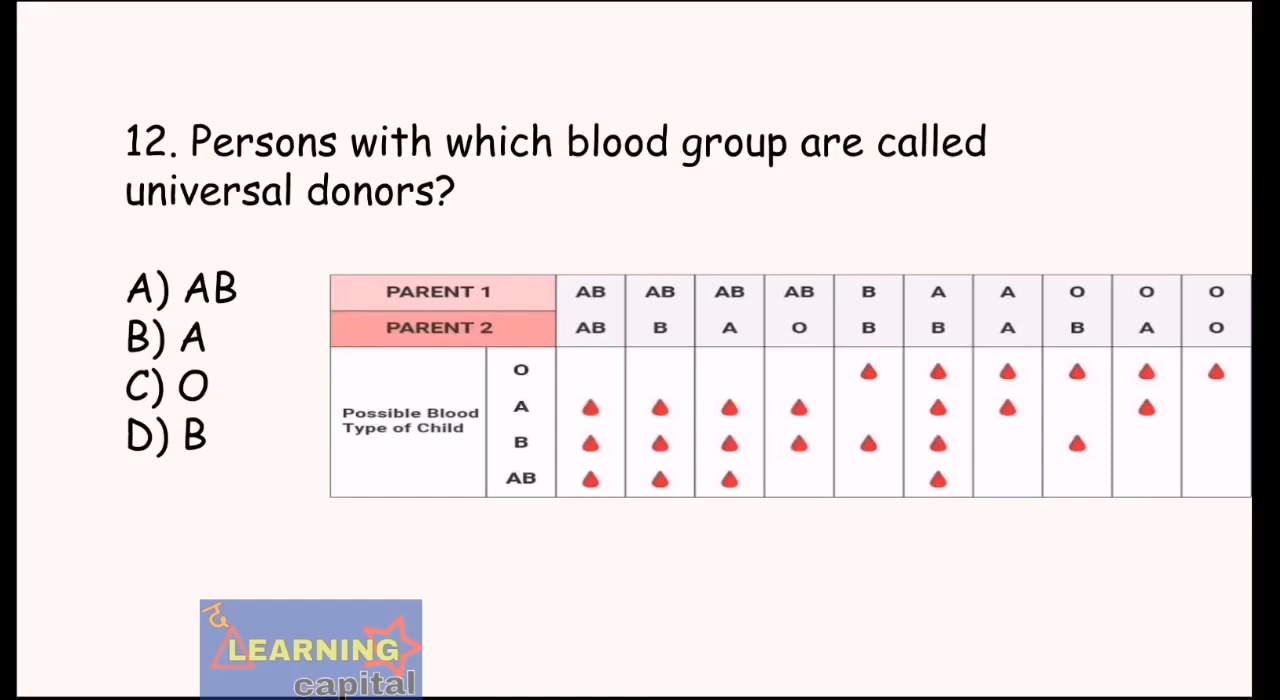 12. Persons with which blood group are called
universal donors?
A) AB
B) A
C) O
D) B
PARENT 1 AB AB AB AB B A A O O O
PARENT 2 AB B A O B B A B A O
Possible Blood
Type of Child
O
A
B
AB
LEARNING
capital